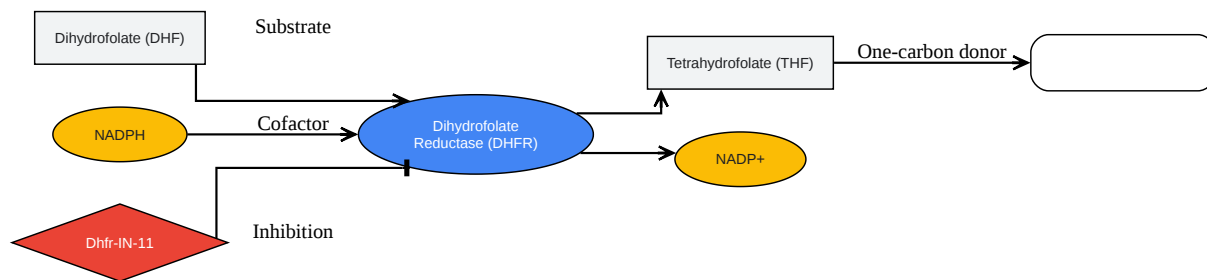 Dihydrofolate (DHF)
Substrate
Tetrahydrofolate (THF)
One-carbon donor
NADPH
Cofactor
Dihydrofolate
Reductase (DHFR)
NADP+
Dhfr-IN-11
Inhibition